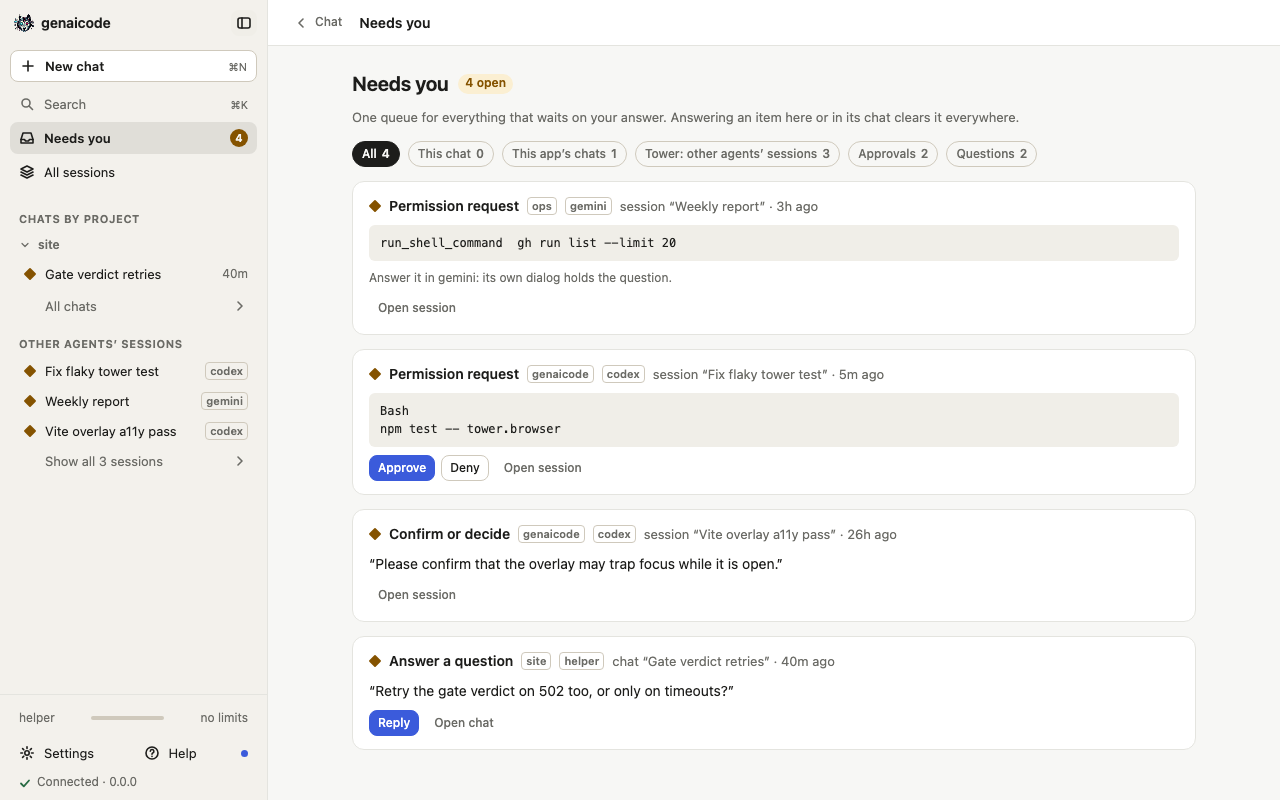 genaicode
New chat ⌘N
Search ⌘K
Needs you 4
All sessions
CHATS BY PROJECT
site
Gate verdict retries 40m
All chats
OTHER AGENTS’ SESSIONS
Fix flaky tower test codex
Weekly report gemini
Vite overlay a11y pass codex
Show all 3 sessions
helper no limits
Settings Help
Connected · 0.0.0
Chat Needs you
Needs you 4 open
One queue for everything that waits on your answer. Answering an item here or in its chat clears it everywhere.
All 4 This chat 0 This app’s chats 1 Tower: other agents’ sessions 3 Approvals 2 Questions 2
Permission request ops gemini session “Weekly report” · 3h ago
run_shell_command gh run list --limit 20
Answer it in gemini: its own dialog holds the question.
Open session
Permission request genaicode codex session “Fix flaky tower test” · 5m ago
Bash
npm test -- tower.browser
Approve Deny Open session
Confirm or decide genaicode codex session “Vite overlay a11y pass” · 26h ago
“Please confirm that the overlay may trap focus while it is open.”
Open session
Answer a question site helper chat “Gate verdict retries” · 40m ago
“Retry the gate verdict on 502 too, or only on timeouts?”
Reply Open chat